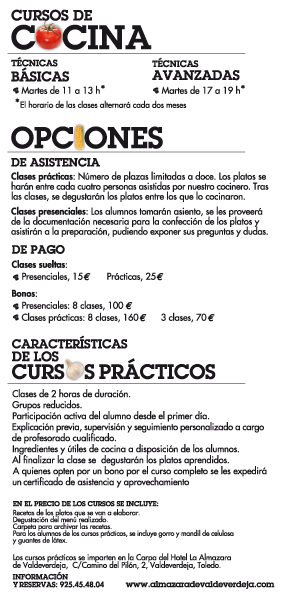 CURSOS DE
COCINA
TÉCNICAS
BÁSICAS
Martes de 11 a 13 h*
TÉCNICAS
AVANZADAS
Martes de 17 a 19 h*
*El horario de las clases alternará cada dos meses
OPCIONES
DE ASISTENCIA
Clases prácticas: Número de plazas limitadas a doce. Los platos se
harán entre cada cuatro personas asistidas por nuestro cocinero. Tras
las clases, se degustarán los platos entre los que lo cocinaron.
Clases presenciales: Los alumnos tomarán asiento, se les proveerá
de la documentación necesaria para la confección de los platos y
asistirán a la preparación, pudiendo exponer sus preguntas y dudas.
DE PAGO
Clases sueltas:
Presenciales, 15€ Prácticas, 25€
Bonos:
Presenciales: 8 clases, 100 €
Clases prácticas: 8 clases, 160€ 3 clases, 70€
CARACTERÍSTICAS
DE LOS
CURSOS PRÁCTICOS
Clases de 2 horas de duración.
Grupos reducidos.
Participación activa del alumno desde el primer día.
Explicación previa, supervisión y seguimiento personalizado a cargo
de profesorado cualificado.
Ingredientes y útiles de cocina a disposición de los alumnos.
Al finalizar la clase se degustarán los platos aprendidos.
A quienes opten por un bono por el curso completo se les expedirá
un certificado de asistencia y aprovechamiento
EN EL PRECIO DE LOS CURSOS SE INCLUYE:
Recetas de los platos que se van a elaborar.
Degustación del menú realizado.
Carpeta para archivar las recetas.
Para los alumnos de los cursos prácticos, se incluye gorro y mandil de celulosa
y guantes de látex.
Los cursos prácticos se imparten en la Carpa del Hotel La Almazara
de Valdeverdeja, C/Camino del Pilón, 2, Valdeverdeja, Toledo.
INFORMACIÓN
Y RESERVAS: 925.45.48.04 www.almazaradevaldeverdeja.com